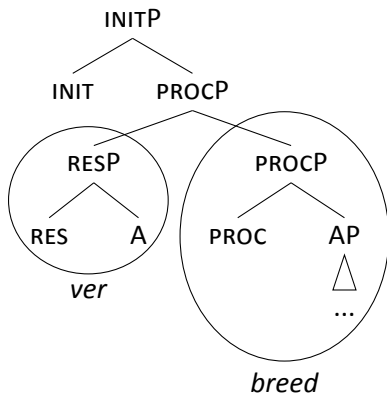 INITP
INIT PROCP
RESP PROCP
RES A PROC AP
ver ...
breed